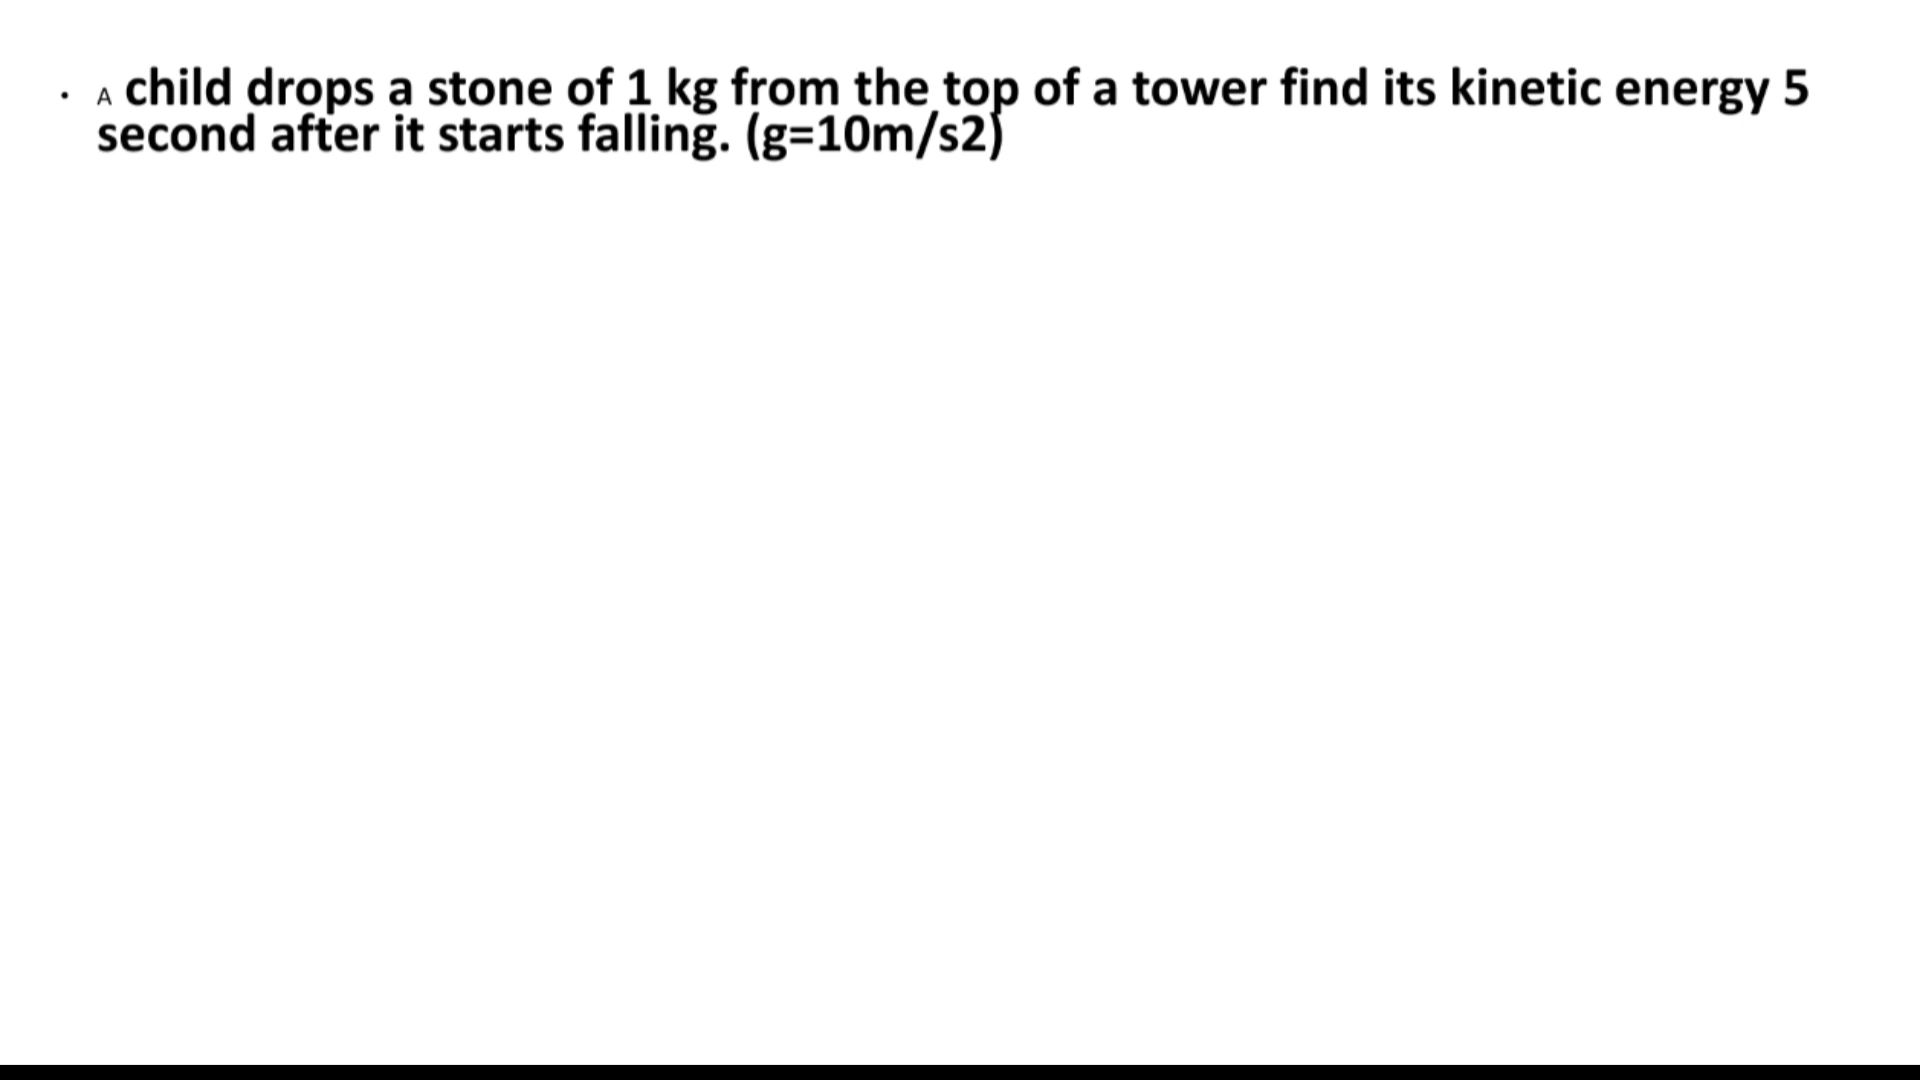 · A child drops a stone of 1 kg from the top of a tower find its kinetic energy 5
second after it starts falling. (g=10m/s2)